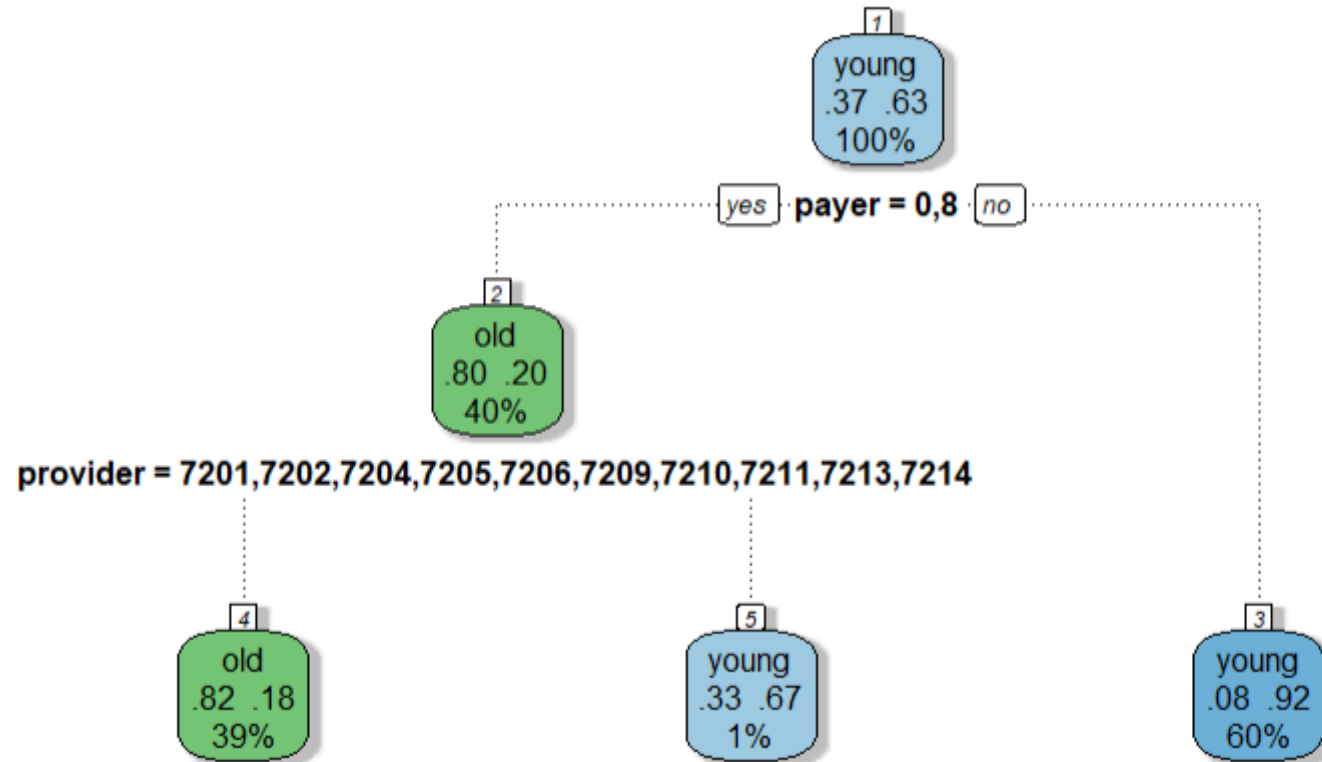 1
young
.37 .63
100%
yes payer = 0,8 no
2
old
.80 .20
40%
provider = 7201,7202,7204,7205,7206,7209,7210,7211,7213,7214
4
old
.82 .18
39%
5
young
.33 .67
1%
3
young
.08 .92
60%